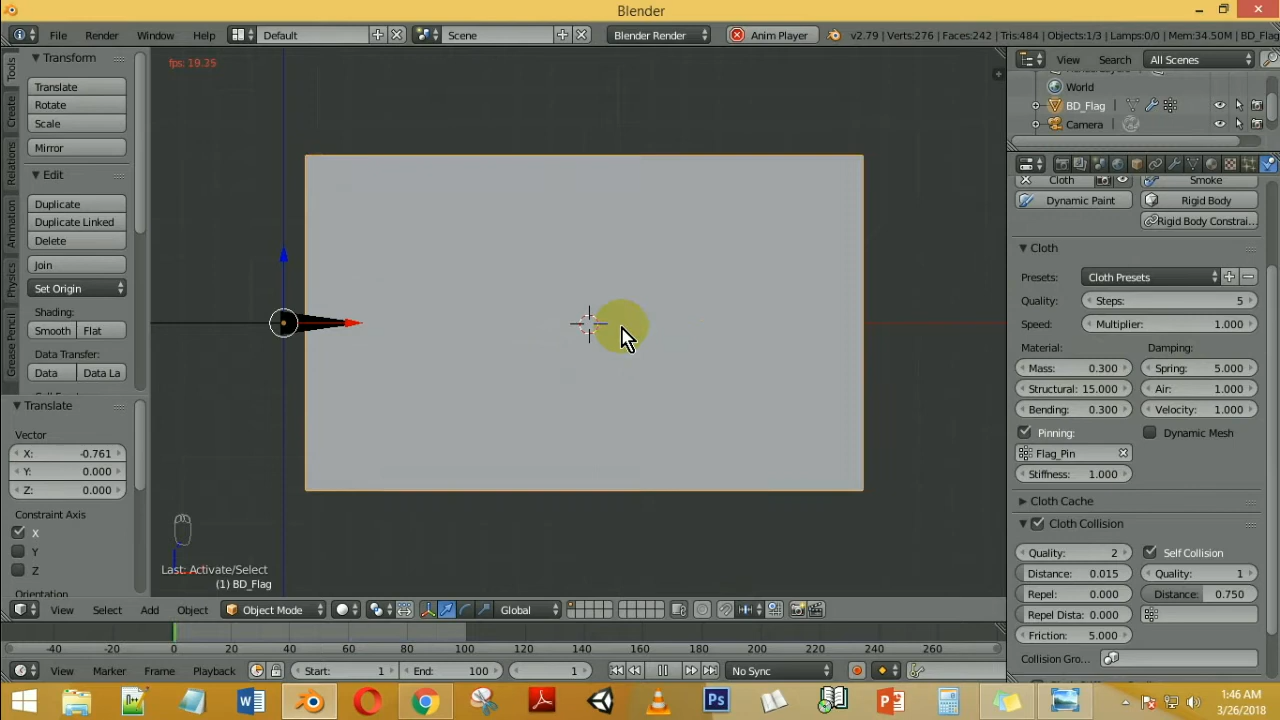 Blender
File Render Window Help Default Scene Blender Render Anim Player v2.79 | Verts:276 | Faces:242 | Tris:484 | Objects:1/3 | Lamps:0/0 | Mem:34.50M | BD_Flag
fps: 19.35
View Search All Scenes
World
BD_Flag
Camera
Tools
Create
Relations
Animation
Physics
Grease Pencil
Transform
Translate
Rotate
Scale
Mirror
Edit
Duplicate
Duplicate Linked
Delete
Join
Set Origin
Shading:
Smooth Flat
Data Transfer:
Data Data La
Translate
Vector
X: -0.761
Y: 0.000
Z: 0.000
Constraint Axis
X
Y
Z
Orientation
Last: Activate/Select
(1) BD_Flag
Cloth Smoke
Dynamic Paint Rigid Body
Rigid Body Constrai...
Cloth
Presets: Cloth Presets
Quality: Steps: 5
Speed: Multiplier: 1.000
Material: Damping:
Mass: 0.300 Spring: 5.000
Structural: 15.000 Air: 1.000
Bending: 0.300 Velocity: 1.000
Pinning: Dynamic Mesh
Flag_Pin
Stiffness: 1.000
Cloth Cache
Cloth Collision
Quality: 2 Self Collision
Distance: 0.015 Quality: 1
Repel: 0.000 Distance: 0.750
Repel Dista: 0.000
Friction: 5.000
Collision Gro...
View Select Add Object Object Mode Global
-40 -20 0 20 40 60 80 100 120 140 160 180 200 220 240 260
View Marker Frame Playback Start: 1 End: 100 1 No Sync
1:46 AM
3/26/2018